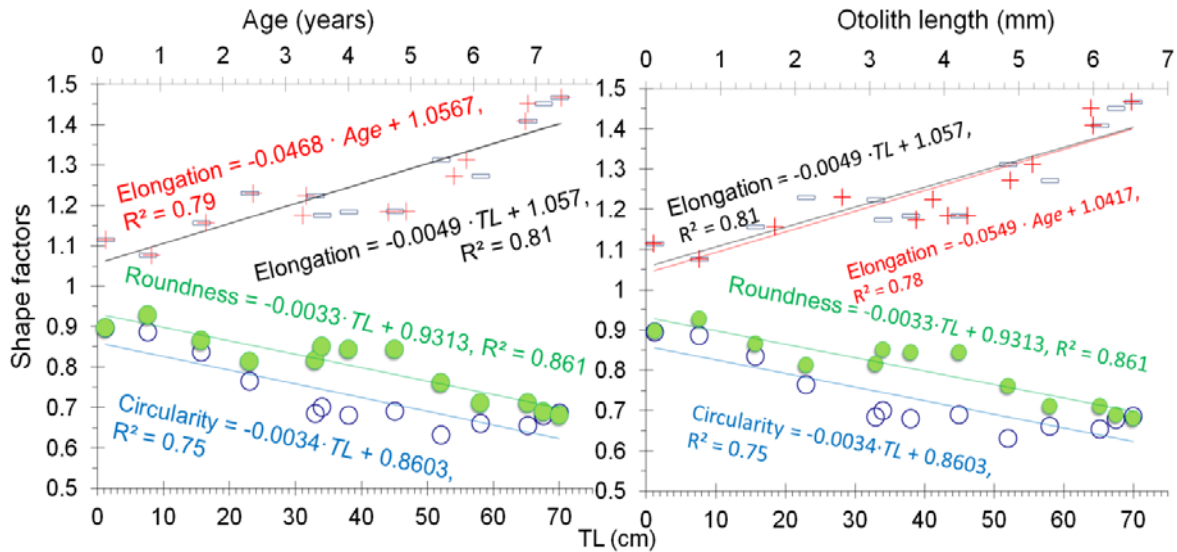 Age (years)
0 1 2 3 4 5 6 7
Otolith length (mm)
0 1 2 3 4 5 6 7
Shape factors
1.5
1.4
1.3
1.2
1.1
1
0.9
0.8
0.7
0.6
0.5
Elongation = -0.0468 · Age + 1.0567,
R² = 0.79
Elongation = -0.0049 · TL + 1.057,
R² = 0.81
Roundness = -0.0033· TL + 0.9313, R² = 0.861
Circularity = -0.0034· TL + 0.8603,
R² = 0.75
0 10 20 30 40 50 60 70
1.5
1.4
1.3
1.2
1.1
1
0.9
0.8
0.7
0.6
0.5
Elongation = -0.0049 · TL + 1.057,
R² = 0.81
Elongation = -0.0549 · Age + 1.0417,
R² = 0.78
Roundness = -0.0033· TL + 0.9313, R² = 0.861
Circularity = -0.0034· TL + 0.8603,
R² = 0.75
0 10 20 30 40 50 60 70
TL (cm)